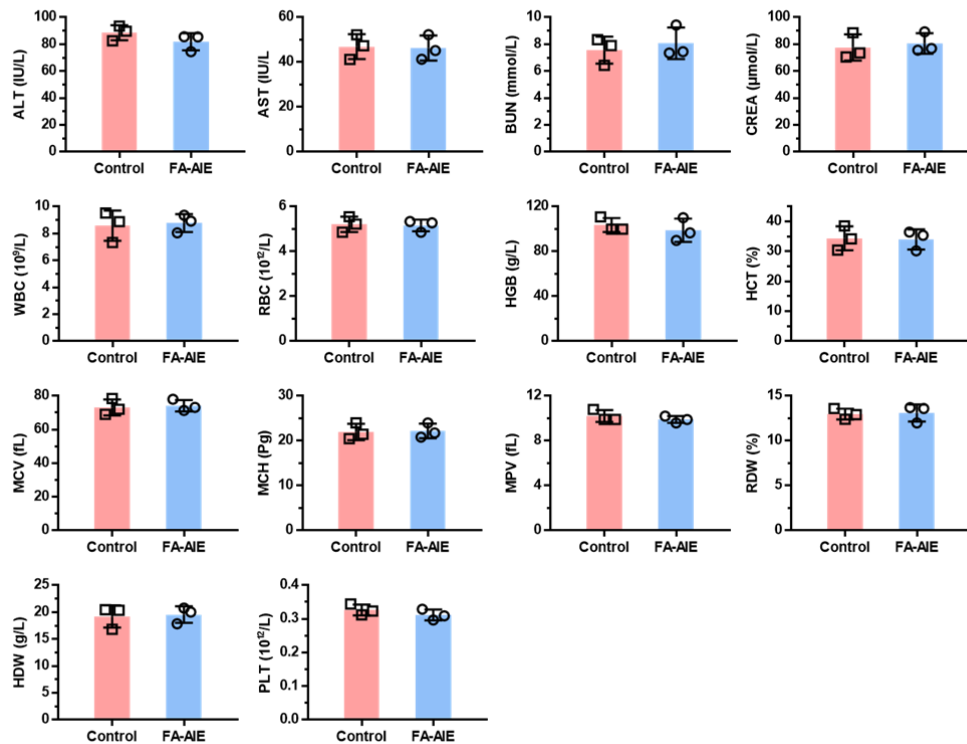 ALT (IU/L)
100
80
60
40
20
0
Control FA-AIE
AST (IU/L
60
40
20
0
Control FA-AIE
BUN (mmol/L)
10
8
6
4
2
0
Control FA-AIE
CREA (μmol/L)
100
80
60
40
20
0
Control FA-AIE
WBC (10⁹/L)
10
8
6
4
2
0
Control FA-AIE
RBC (10¹²/L)
6
4
2
0
Control FA-AIE
HGB (g/L)
120
80
40
0
Control FA-AIE
HCT (%)
40
30
20
10
0
Control FA-AIE
MCV (fL)
80
60
40
20
0
Control FA-AIE
MCH (Pg)
30
20
10
0
Control FA-AIE
MPV (fL)
12
8
4
0
Control FA-AIE
RDW (%)
15
10
5
0
Control FA-AIE
HDW (g/L)
25
20
15
10
5
0
Control FA-AIE
PLT (10¹²/L)
0.4
0.3
0.2
0.1
0.0
Control FA-AIE